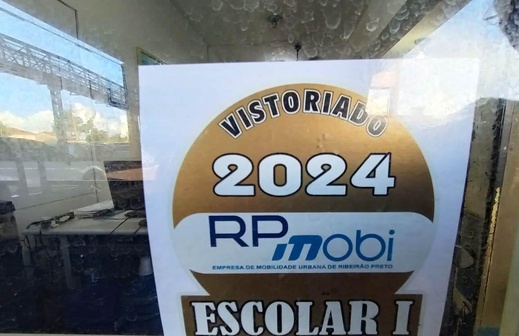 VISTORIADO
2024
RPmobi
EMPRESA DE MOBILIDADE URBANA DE RIBEIRÃO PRETO
ESCOLAR I